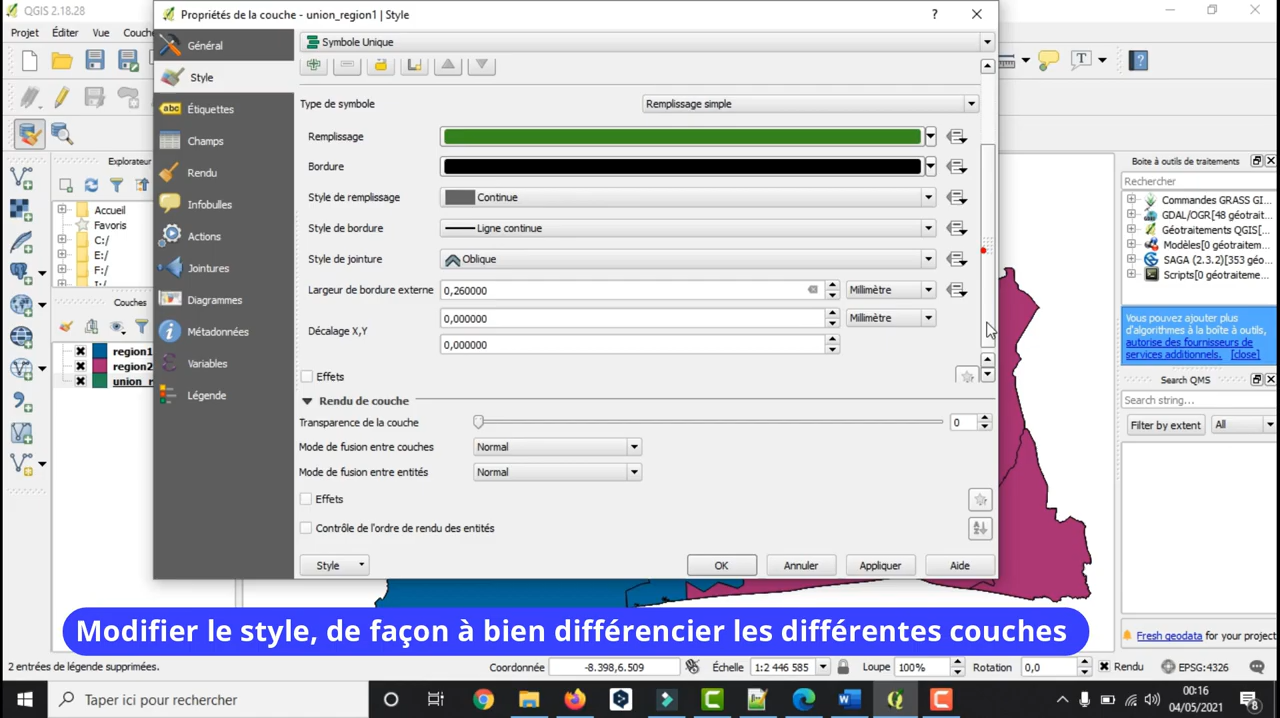 QGIS 2.18.28
Propriétés de la couche - union_region1 | Style
Projet Éditer Vue Couch
Général
Symbole Unique
Style
abc Étiquettes
Type de symbole Remplissage simple
Champs
Remplissage
Explorateur
Boite à outils de traitements
Bordure
Rendu
Rechercher
Style de remplissage Continue
Commandes GRASS GI...
Infobulles
Accueil
GDAL/OGR[48 géotrait...
Favoris
Style de bordure Ligne continue
Géotraitements QGIS[...
Actions
C:/
Modèles[0 géotraiteme...
E:/
Style de jointure Oblique
SAGA (2.3.2)[353 géo...
Jointures
F:/
Scripts[0 géotraitemen...
I:/
Largeur de bordure externe 0,260000 Millimètre
Couches
Diagrammes
0,000000 Millimètre
Vous pouvez ajouter plus
d'algorithmes à la boîte à outils,
Décalage X,Y
Métadonnées
autorise des fournisseurs de
0,000000
services additionnels. [close]
region1
region2
Variables
Effets
union_r
Search QMS
Légende
Rendu de couche
Search string...
Transparence de la couche 0
Filter by extent All
Mode de fusion entre couches Normal
Mode de fusion entre entités Normal
Effets
Contrôle de l'ordre de rendu des entités
Style OK Annuler Appliquer Aide
Modifier le style, de façon à bien différencier les différentes couches
Fresh geodata for your project
2 entrées de légende supprimées. Coordonnée -8.398,6.509 Échelle 1:2 446 585 Loupe 100% Rotation 0,0 Rendu EPSG:4326
Taper ici pour rechercher
00:16
04/05/2021
8